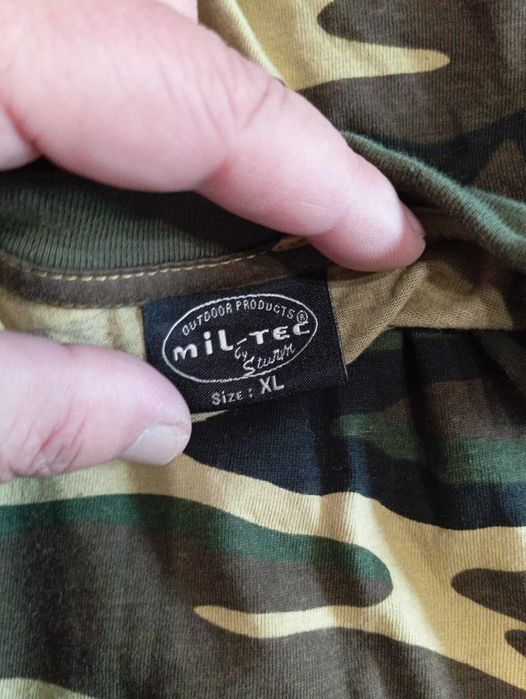 OUTDOOR PRODUCTS®
MIL-TEC
by Sturm
SIZE : XL